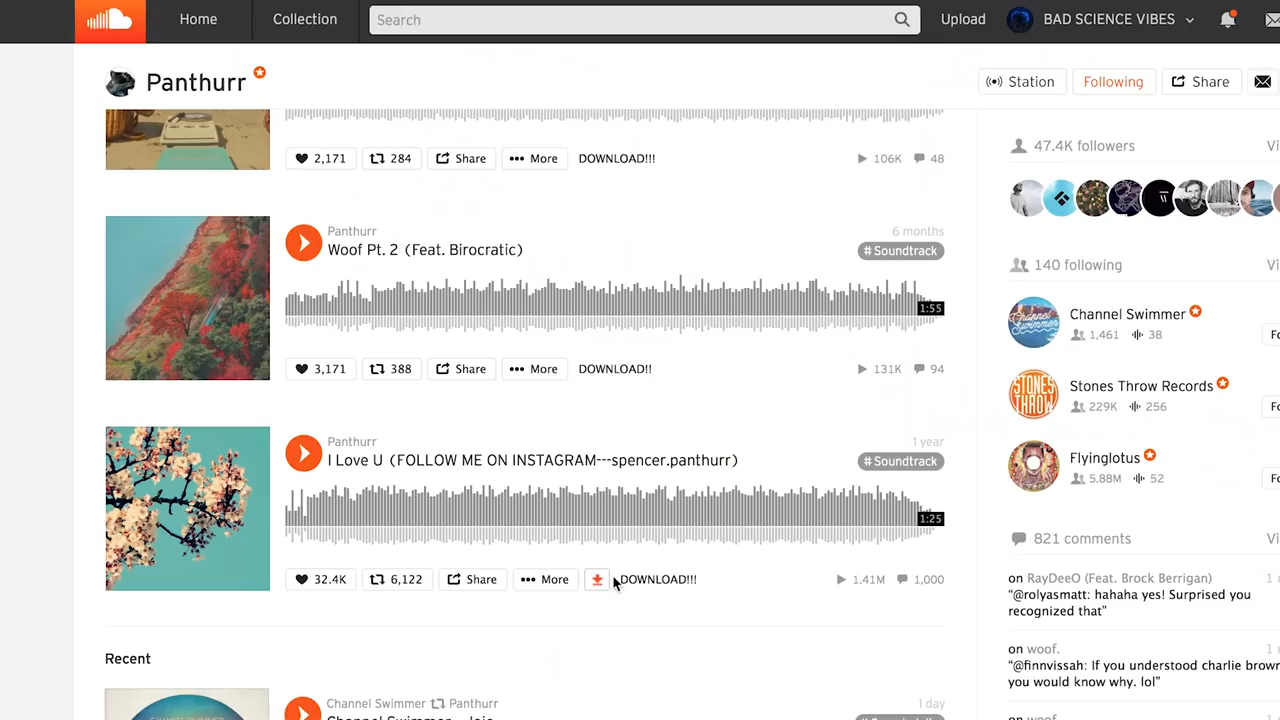 Home
Collection
Search
Upload
BAD SCIENCE VIBES
Panthurr
Station
Following
Share
2,171
284
Share
More
DOWNLOAD!!!
106K
48
Panthurr
6 months
Woof Pt. 2 (Feat. Birocratic)
# Soundtrack
1:55
3,171
388
Share
More
DOWNLOAD!!
131K
94
Panthurr
1 year
I Love U (FOLLOW ME ON INSTAGRAM---spencer.panthurr)
# Soundtrack
1:25
32.4K
6,122
Share
More
DOWNLOAD!!!
1.41M
1,000
Recent
Channel Swimmer Panthurr
1 day
47.4K followers
140 following
Channel Swimmer
1,461
38
STONES THROW
Stones Throw Records
229K
256
Flyinglotus
5.88M
52
821 comments
on RayDeeO (Feat. Brock Berrigan)
“@rolyasmatt: hahaha yes! Surprised you
recognized that”
on woof.
“@finnvissah: If you understood charlie brown
you would know why. lol”
on woof.